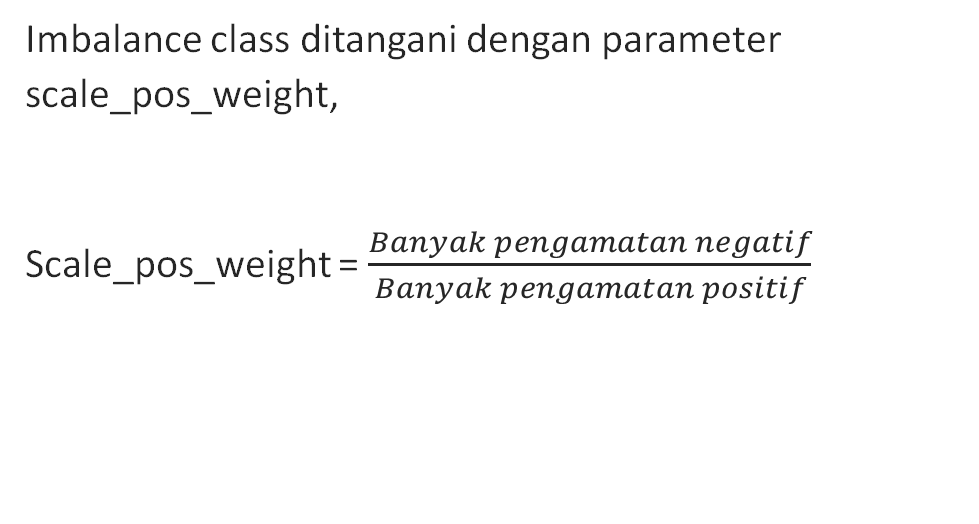 Imbalance class ditangani dengan parameter
scale_pos_weight,
Scale_pos_weight = Banyak pengamatan negatif
Banyak pengamatan positif